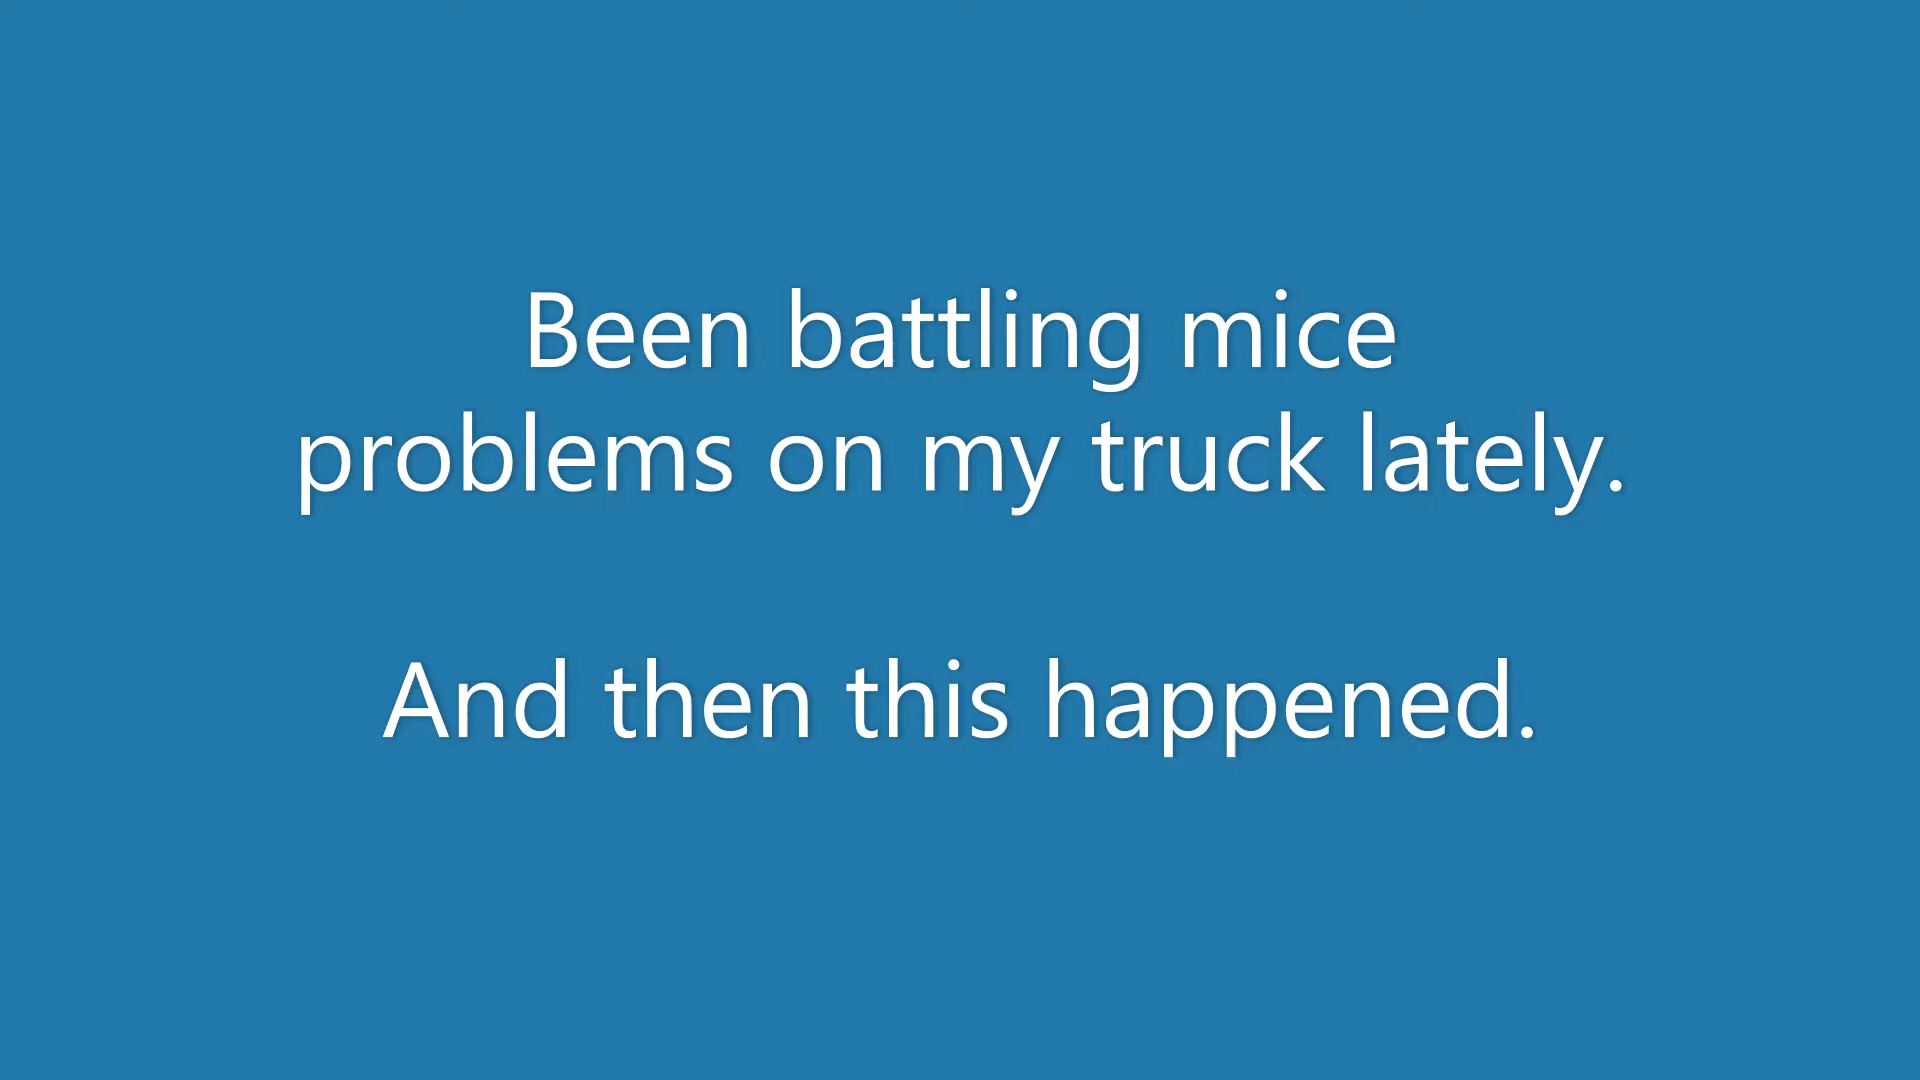 Been battling mice
problems on my truck lately.
And then this happened.